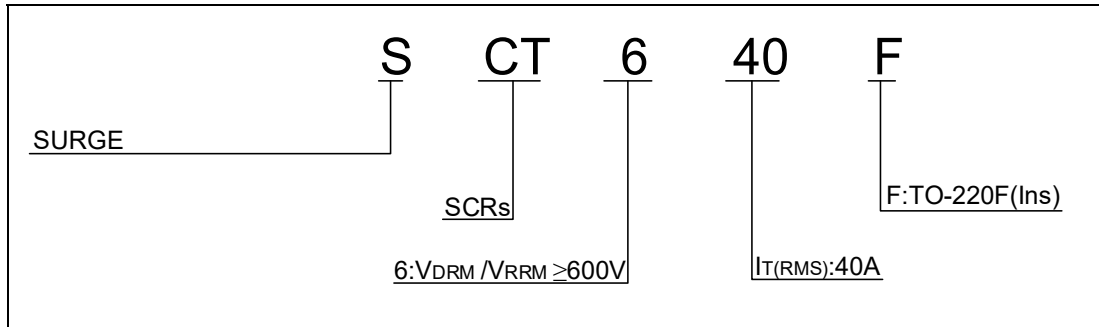 S CT 6 40 F
SURGE
F:TO-220F(Ins)
SCRs
6:VDRM /VRRM ≥600V
IT(RMS):40A